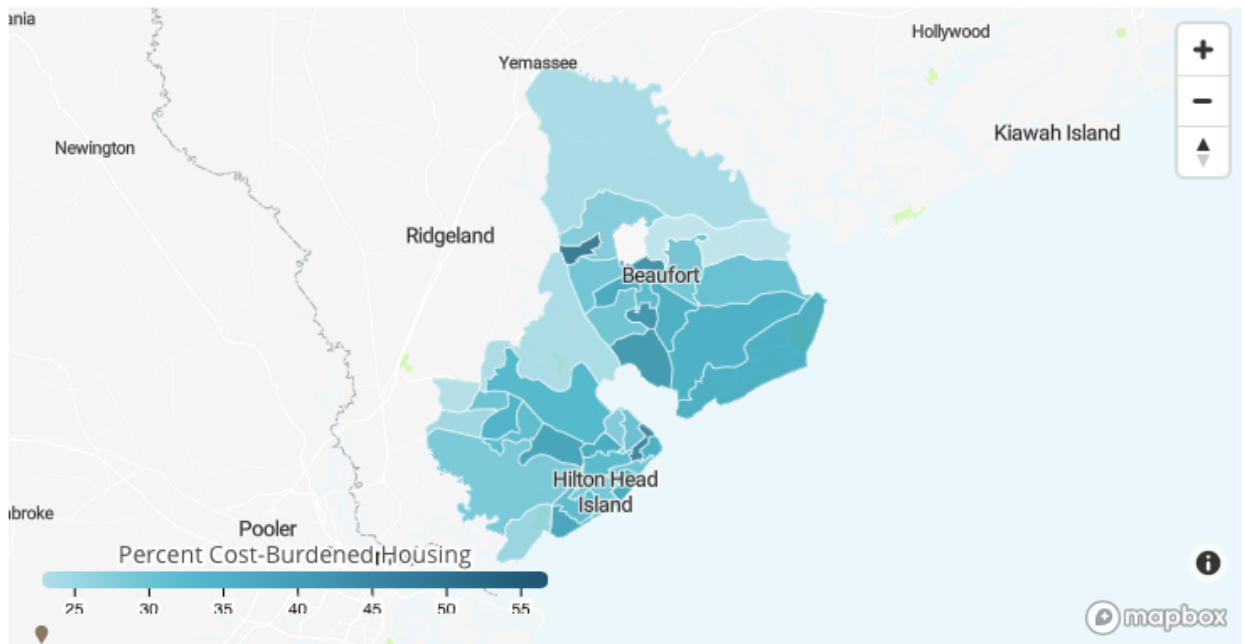 ania
Hollywood
Yemassee
Kiawah Island
Newington
Ridgeland
Beaufort
Hilton Head
Island
nbroke
Pooler
Percent Cost-Burdened Housing
25 30 35 40 45 50 55
mapbox